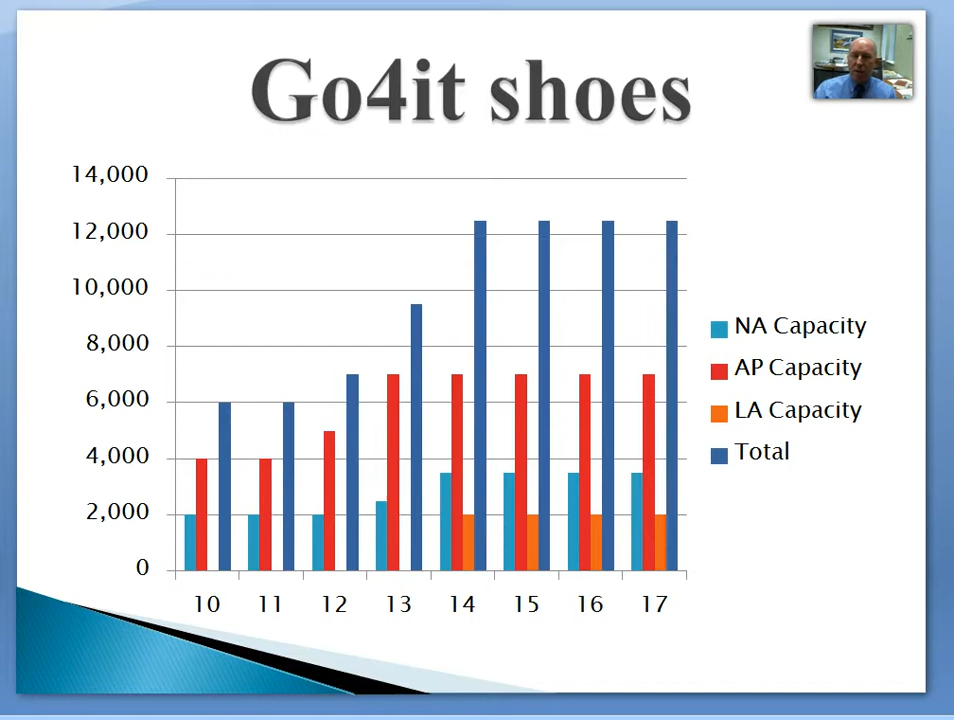 Go4it shoes
14,000
12,000
10,000
8,000
6,000
4,000
2,000
0
10 11 12 13 14 15 16 17
NA Capacity
AP Capacity
LA Capacity
Total